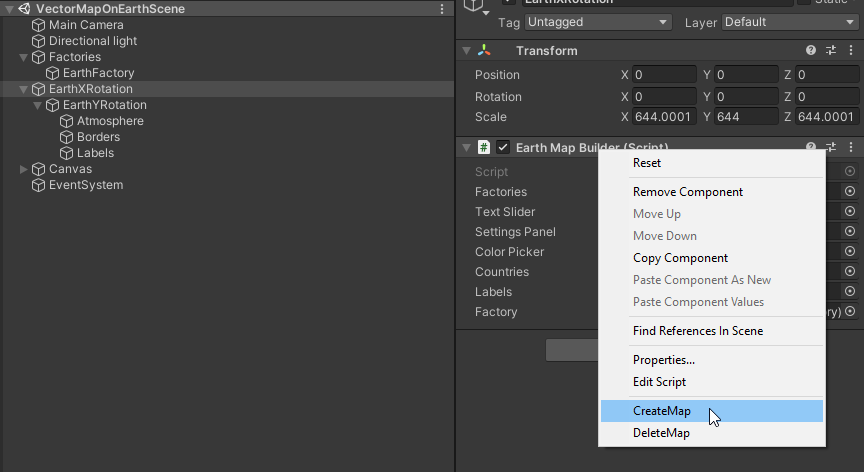 VectorMapOnEarthScene
Main Camera
Directional light
Factories
EarthFactory
EarthXRotation
EarthYRotation
Atmosphere
Borders
Labels
Canvas
EventSystem
EarthXRotation Static
Tag Untagged Layer Default
Transform
Position X 0 Y 0 Z 0
Rotation X 0 Y 0 Z 0
Scale X 644.0001 Y 644 Z 644.0001
# Earth Map Builder (Script)
Script
Factories
Text Slider
Settings Panel
Color Picker
Countries
Labels
Factory ry)
Reset
Remove Component
Move Up
Move Down
Copy Component
Paste Component As New
Paste Component Values
Find References In Scene
Properties...
Edit Script
CreateMap
DeleteMap